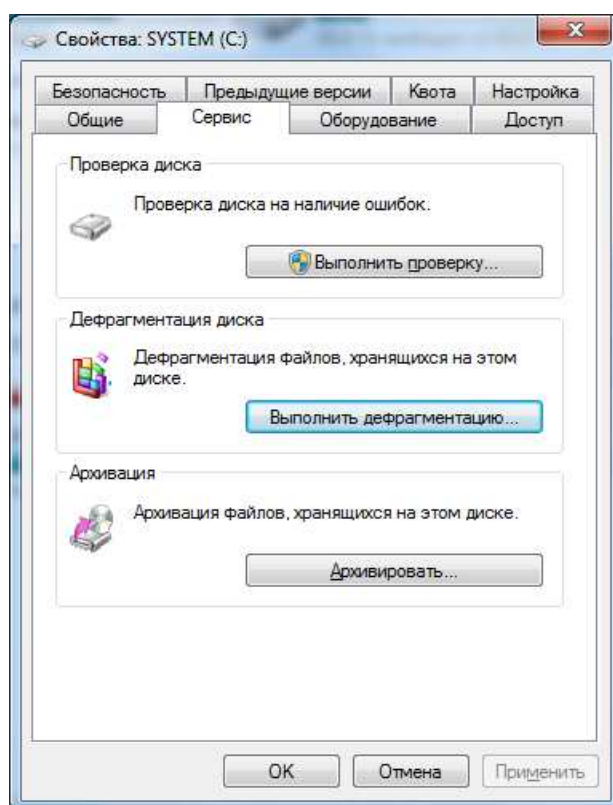 Свойства: SYSTEM (C:)
Безопасность Предыдущие версии Квота Настройка
Общие Сервис Оборудование Доступ
Проверка диска
Проверка диска на наличие ошибок.
Выполнить проверку...
Дефрагментация диска
Дефрагментация файлов, хранящихся на этом
диске.
Выполнить дефрагментацию...
Архивация
Архивация файлов, хранящихся на этом диске.
Архивировать...
OK Отмена Применить